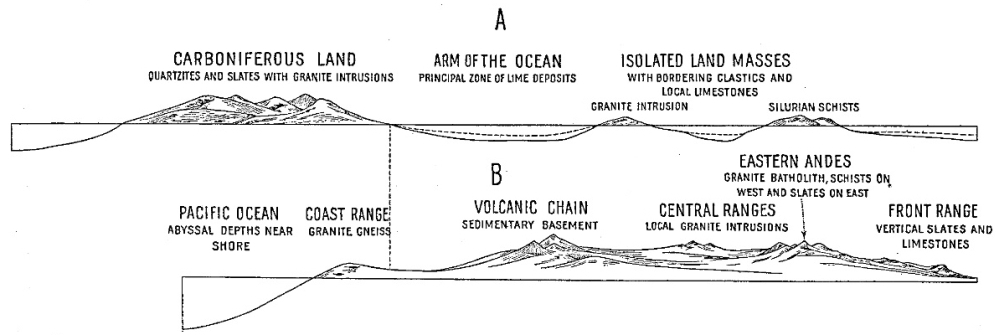 A
CARBONIFEROUS LAND
QUARTZITES AND SLATES WITH GRANITE INTRUSIONS
ARM OF THE OCEAN
PRINCIPAL ZONE OF LIME DEPOSITS
ISOLATED LAND MASSES
WITH BORDERING CLASTICS AND
LOCAL LIMESTONES
GRANITE INTRUSION
SILURIAN SCHISTS
B
PACIFIC OCEAN
ABYSSAL DEPTHS NEAR
SHORE
COAST RANGE
GRANITE GNEISS
VOLCANIC CHAIN
SEDIMENTARY BASEMENT
CENTRAL RANGES
LOCAL GRANITE INTRUSIONS
EASTERN ANDES
GRANITE BATHOLITH, SCHISTS ON
WEST AND SLATES ON EAST
FRONT RANGE
VERTICAL SLATES AND
LIMESTONES